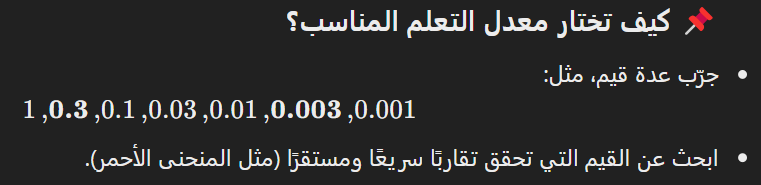 📌 كيف تختار معدل التعلم المناسب؟
• جرّب عدة قيم، مثل:
1, 0.3, 0.1, 0.03, 0.01, 0.003, 0.001
• ابحث عن القيم التي تحقق تقاربًا سريعًا ومستقرًا (مثل المنحنى الأحمر).